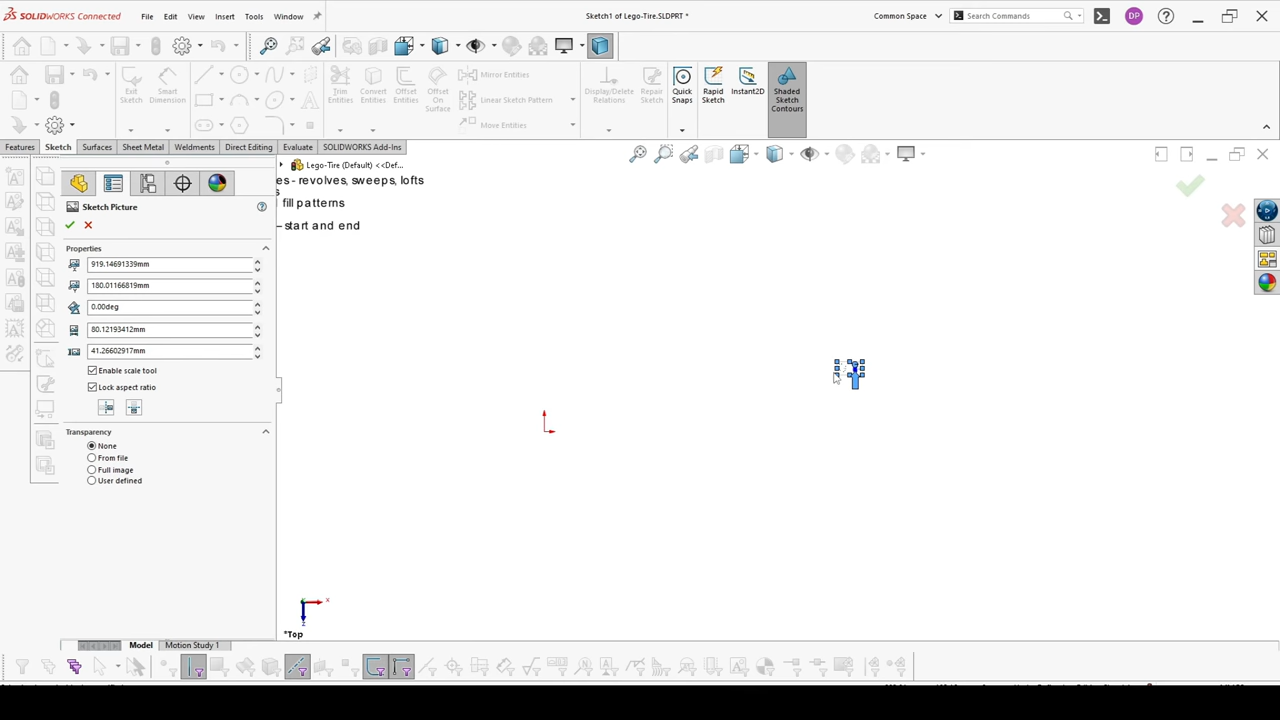 SOLIDWORKS Connected
File
Edit
View
Insert
Tools
Window
Sketch1 of Lego-Tire.SLDPRT *
Common Space
Search Commands
DP
Exit Sketch
Smart Dimension
Trim Entities
Convert Entities
Offset Entities
Offset On Surface
Mirror Entities
Linear Sketch Pattern
Move Entities
Display/Delete Relations
Repair Sketch
Quick Snaps
Rapid Sketch
Instant2D
Shaded Sketch Contours
Features
Sketch
Surfaces
Sheet Metal
Weldments
Direct Editing
Evaluate
SOLIDWORKS Add-Ins
Lego-Tire (Default) <<Def...
es - revolves, sweeps, lofts
s
fill patterns
– start and end
Sketch Picture
Properties
919.14691339mm
180.01166819mm
0.00deg
80.12193412mm
41.26602917mm
Enable scale tool
Lock aspect ratio
Transparency
None
From file
Full image
User defined
x
z
*Top
Model
Motion Study 1